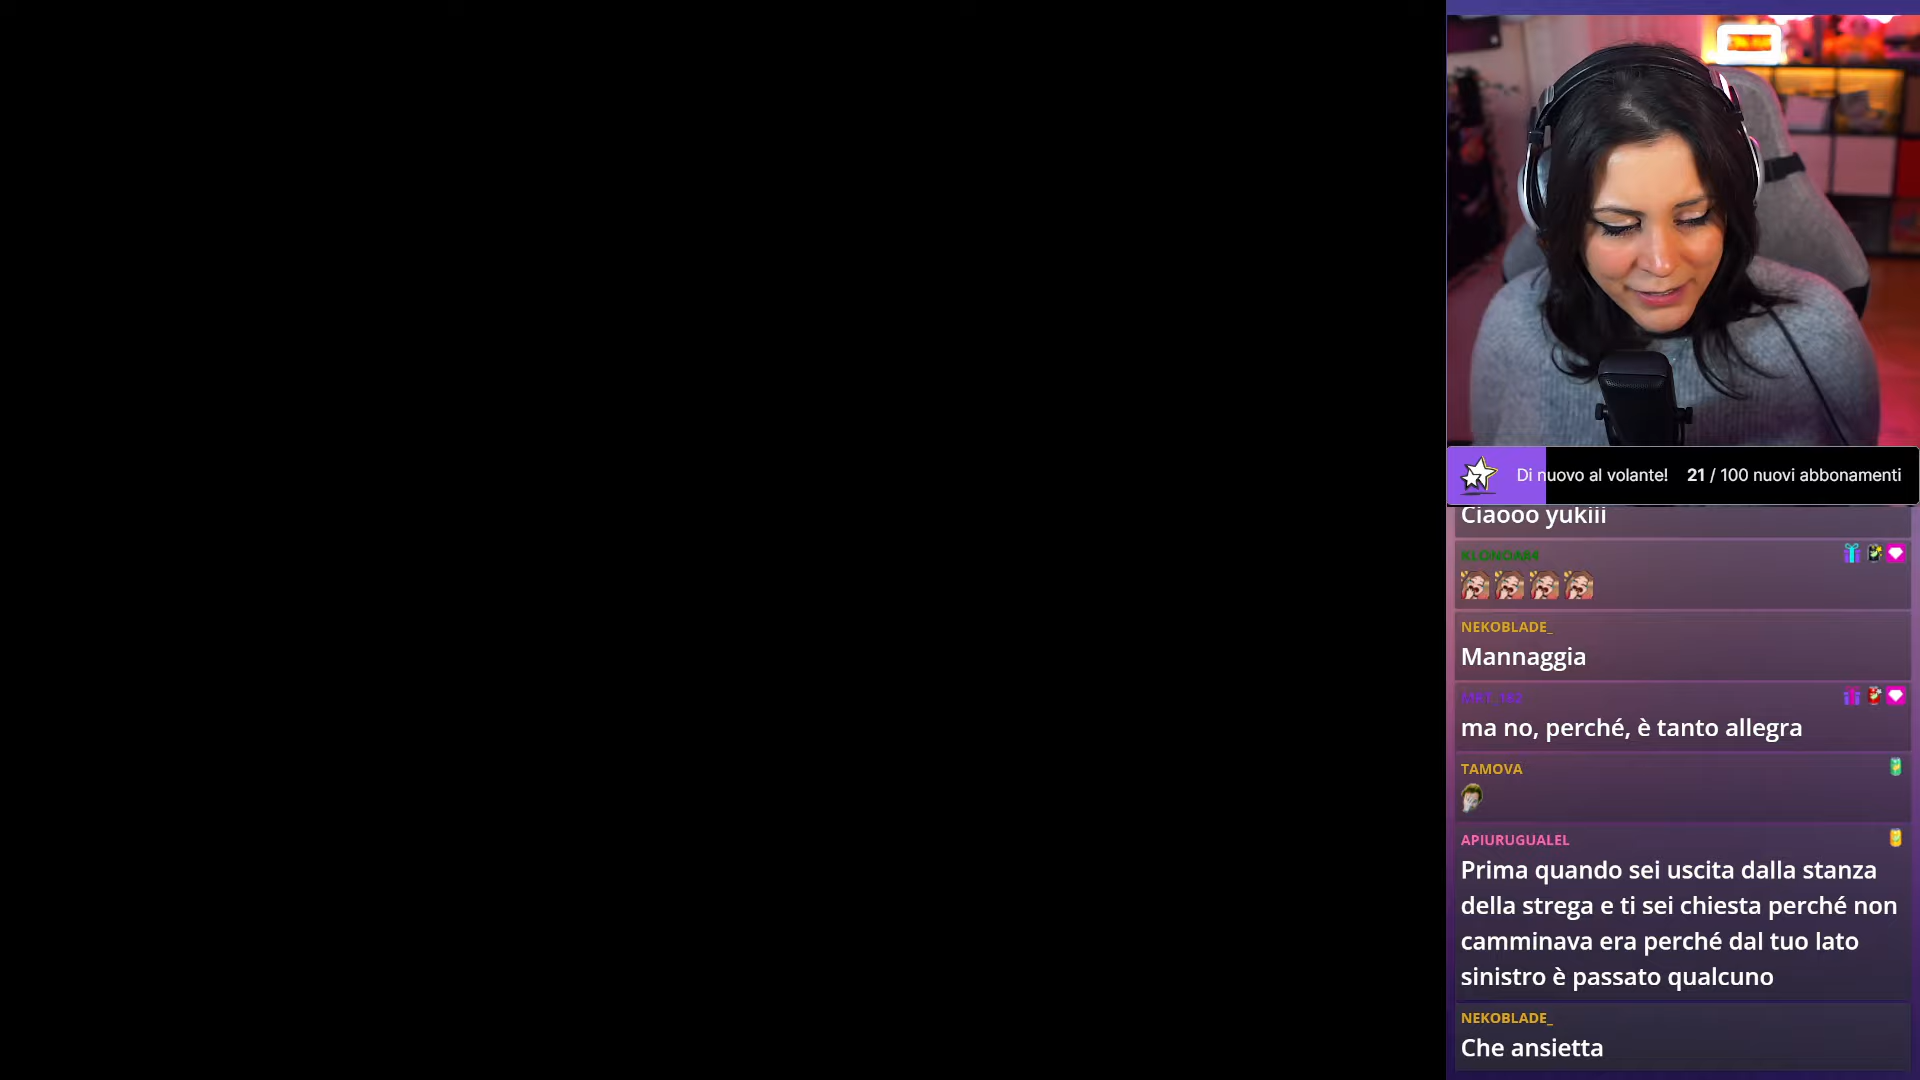 Di nuovo al volante! 21 / 100 nuovi abbonamenti
Ciaooo yukiii
KLONOA84
NEKOBLADE_
Mannaggia
MRT_182
ma no, perché, è tanto allegra
TAMOVA
APIURUGUALEL
Prima quando sei uscita dalla stanza
della strega e ti sei chiesta perché non
camminava era perché dal tuo lato
sinistro è passato qualcuno
NEKOBLADE_
Che ansietta